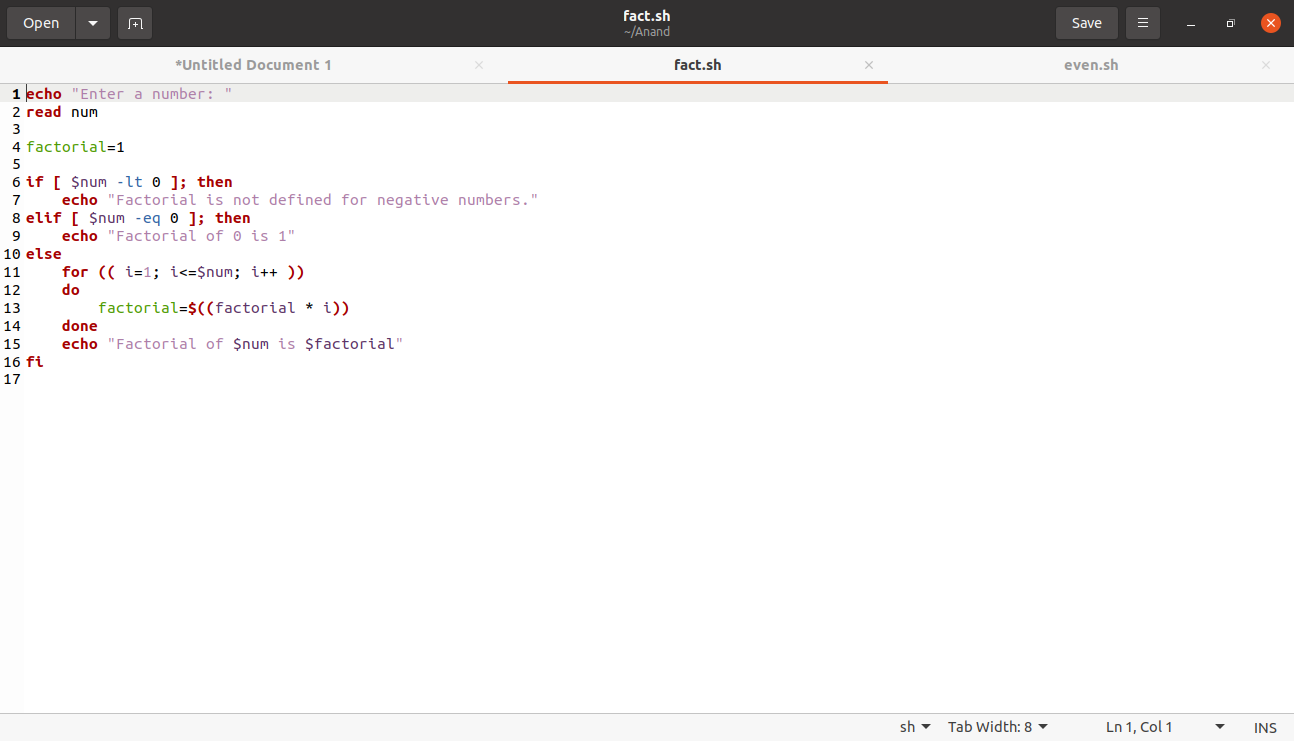 Open
fact.sh
~/Anand
Save
*Untitled Document 1
fact.sh
even.sh
1 echo "Enter a number: "
2 read num
3
4 factorial=1
5
6 if [ $num -lt 0 ]; then
7     echo "Factorial is not defined for negative numbers."
8 elif [ $num -eq 0 ]; then
9     echo "Factorial of 0 is 1"
10 else
11     for (( i=1; i<=$num; i++ ))
12     do
13         factorial=$((factorial * i))
14     done
15     echo "Factorial of $num is $factorial"
16 fi
17
sh Tab Width: 8 Ln 1, Col 1 INS